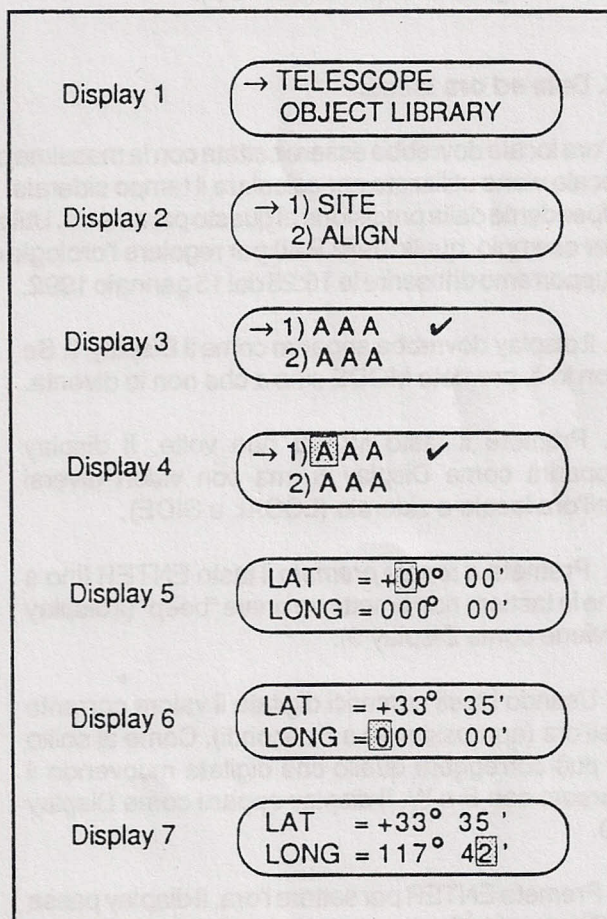 Display 1
→ TELESCOPE
OBJECT LIBRARY
Display 2
→ 1) SITE
2) ALIGN
Display 3
→ 1) A A A ✔
2) A A A
Display 4
→ 1) A A A ✔
2) A A A
Display 5
LAT = +00° 00'
LONG = 000° 00'
Display 6
LAT = +33° 35'
LONG = 000° 00'
Display 7
LAT = +33° 35'
LONG = 117° 42'